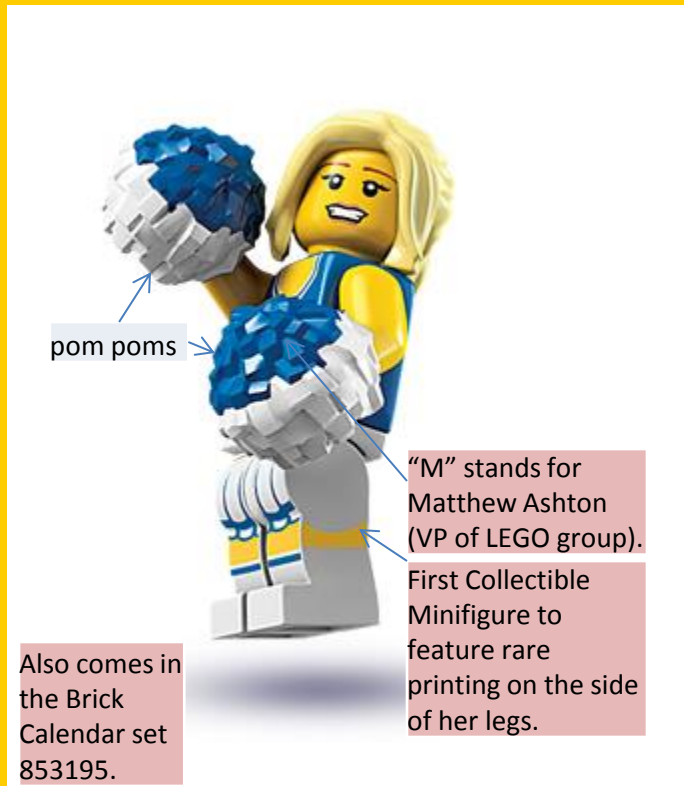 pom poms
“M” stands for
Matthew Ashton
(VP of LEGO group).
First Collectible
Minifigure to
feature rare
printing on the side
of her legs.
Also comes in
the Brick
Calendar set
853195.